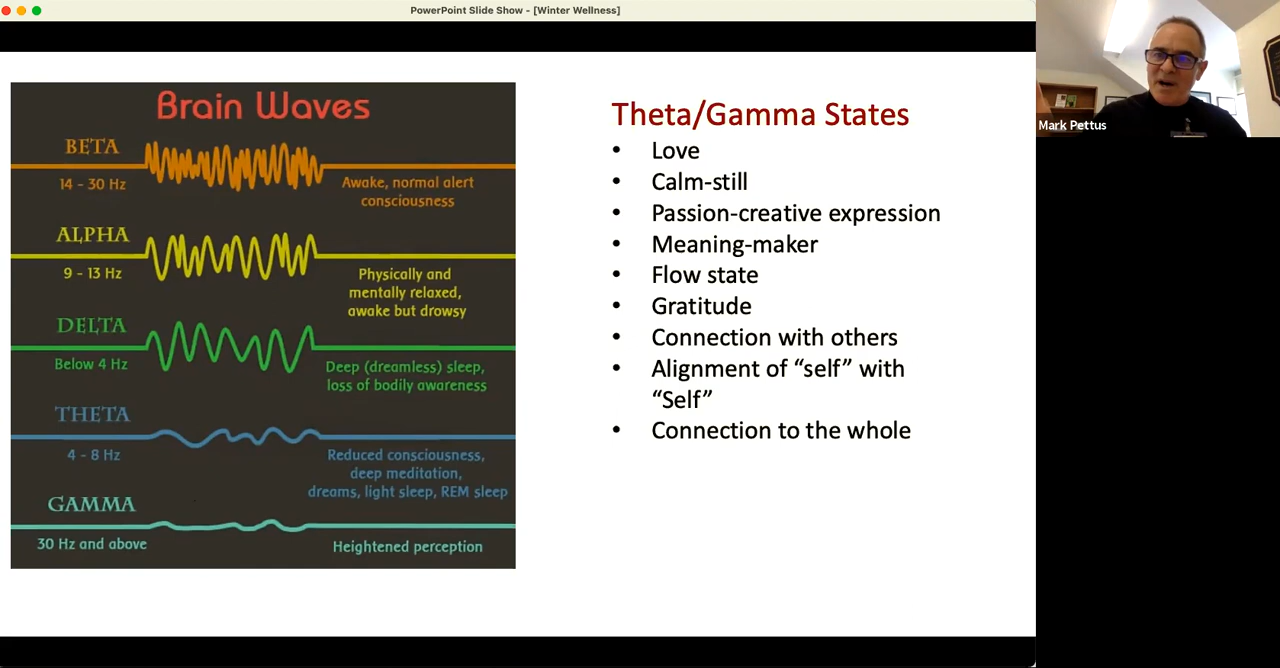 PowerPoint Slide Show - [Winter Wellness]
Mark Pettus
Brain Waves
BETA
14 - 30 Hz
Awake, normal alert
consciousness
ALPHA
9 - 13 Hz
Physically and
mentally relaxed,
awake but drowsy
DELTA
Below 4 Hz
Deep (dreamless) sleep,
loss of bodily awareness
THETA
4 - 8 Hz
Reduced consciousness,
deep meditation,
dreams, light sleep, REM sleep
GAMMA
30 Hz and above
Heightened perception
Theta/Gamma States
• Love
• Calm-still
• Passion-creative expression
• Meaning-maker
• Flow state
• Gratitude
• Connection with others
• Alignment of “self” with
“Self”
• Connection to the whole